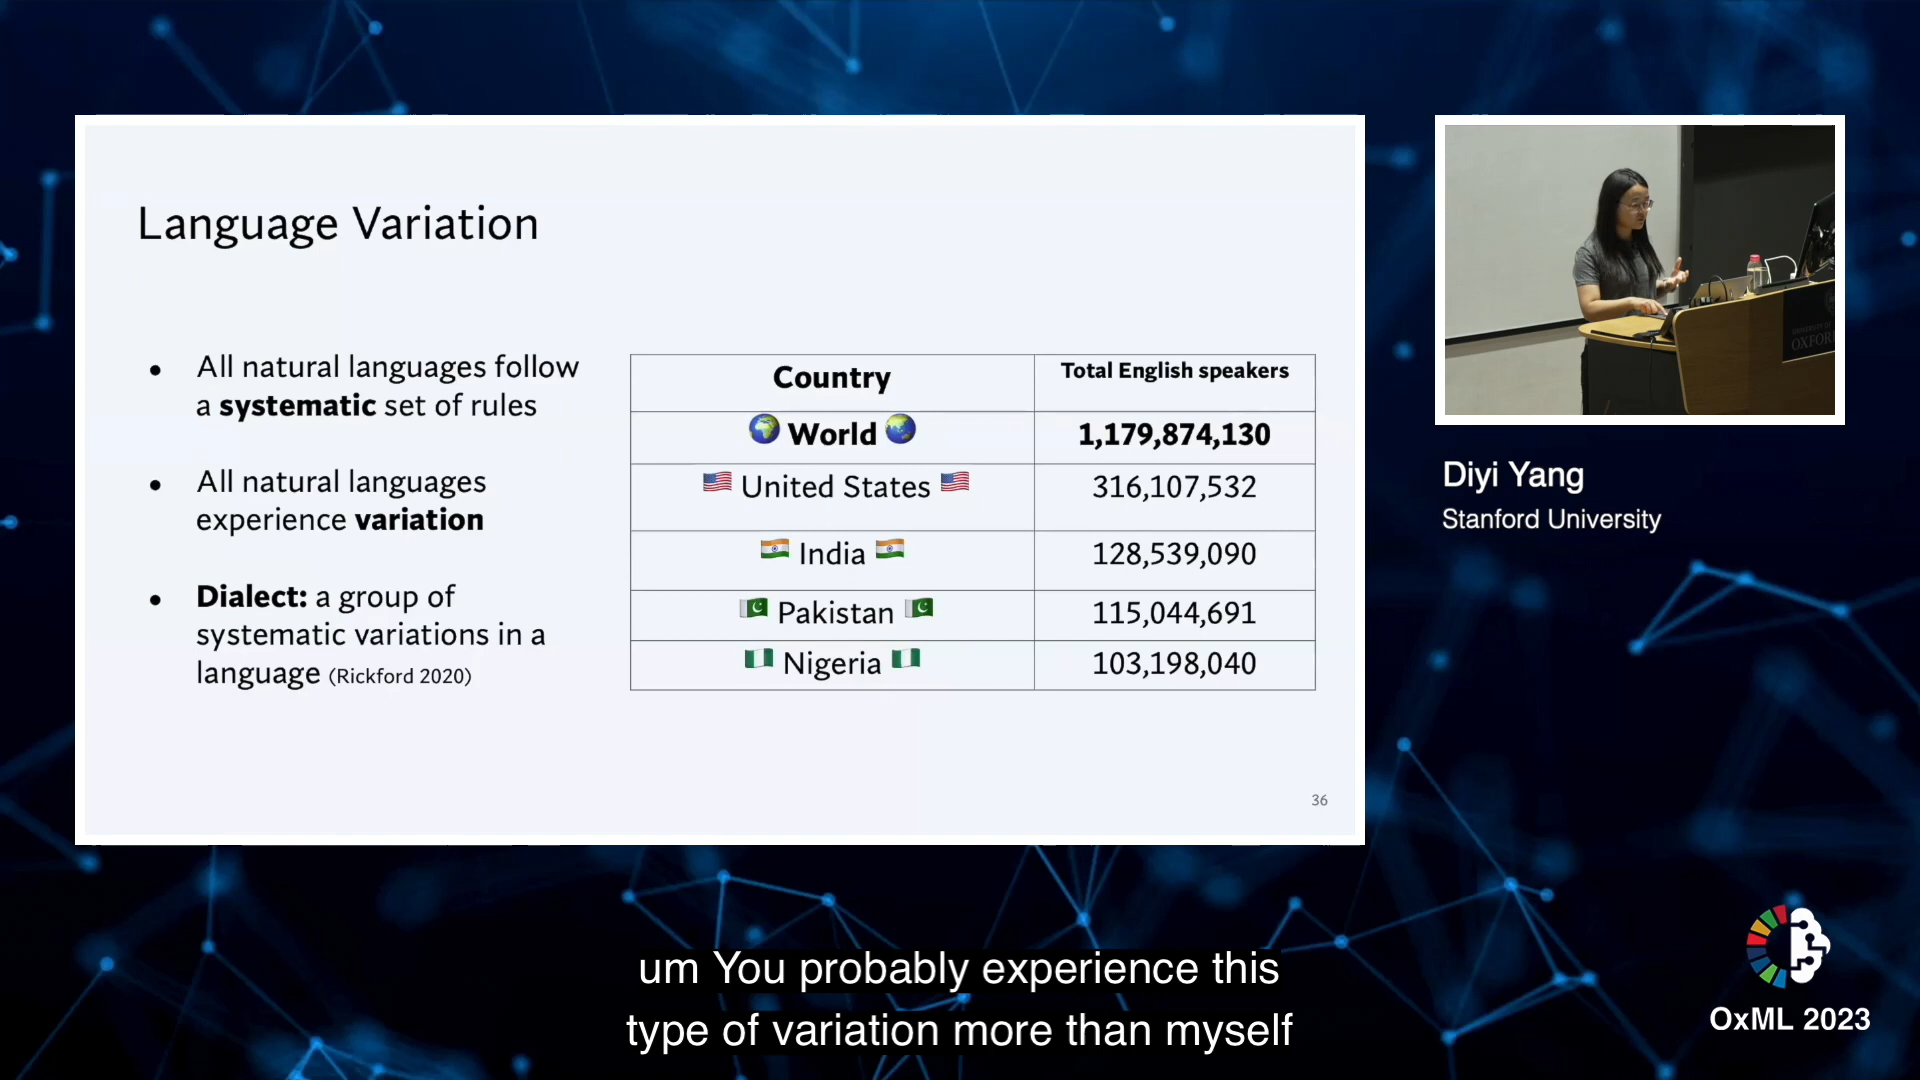 Language Variation
• All natural languages follow
a systematic set of rules
• All natural languages
experience variation
• Dialect: a group of
systematic variations in a
language (Rickford 2020)
Country Total English speakers
World 1,179,874,130
United States 316,107,532
India 128,539,090
Pakistan 115,044,691
Nigeria 103,198,040
36
OXFORD
Diyi Yang
Stanford University
um You probably experience this
type of variation more than myself
OxML 2023